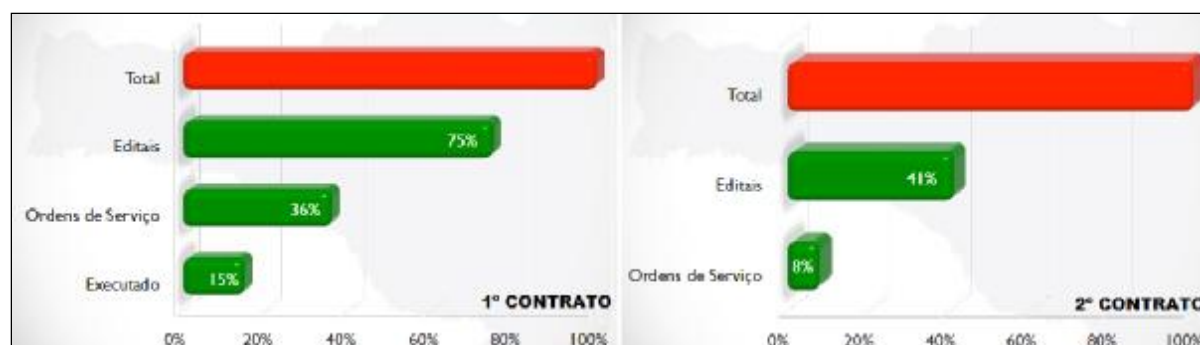 Total
Editais
75%
Ordens de Serviço
36%
Executado
15%
1º CONTRATO
0% 20% 40% 60% 80% 100%
Total
Editais
41%
Ordens de Serviço
8%
2º CONTRATO
0% 20% 40% 60% 80% 100%